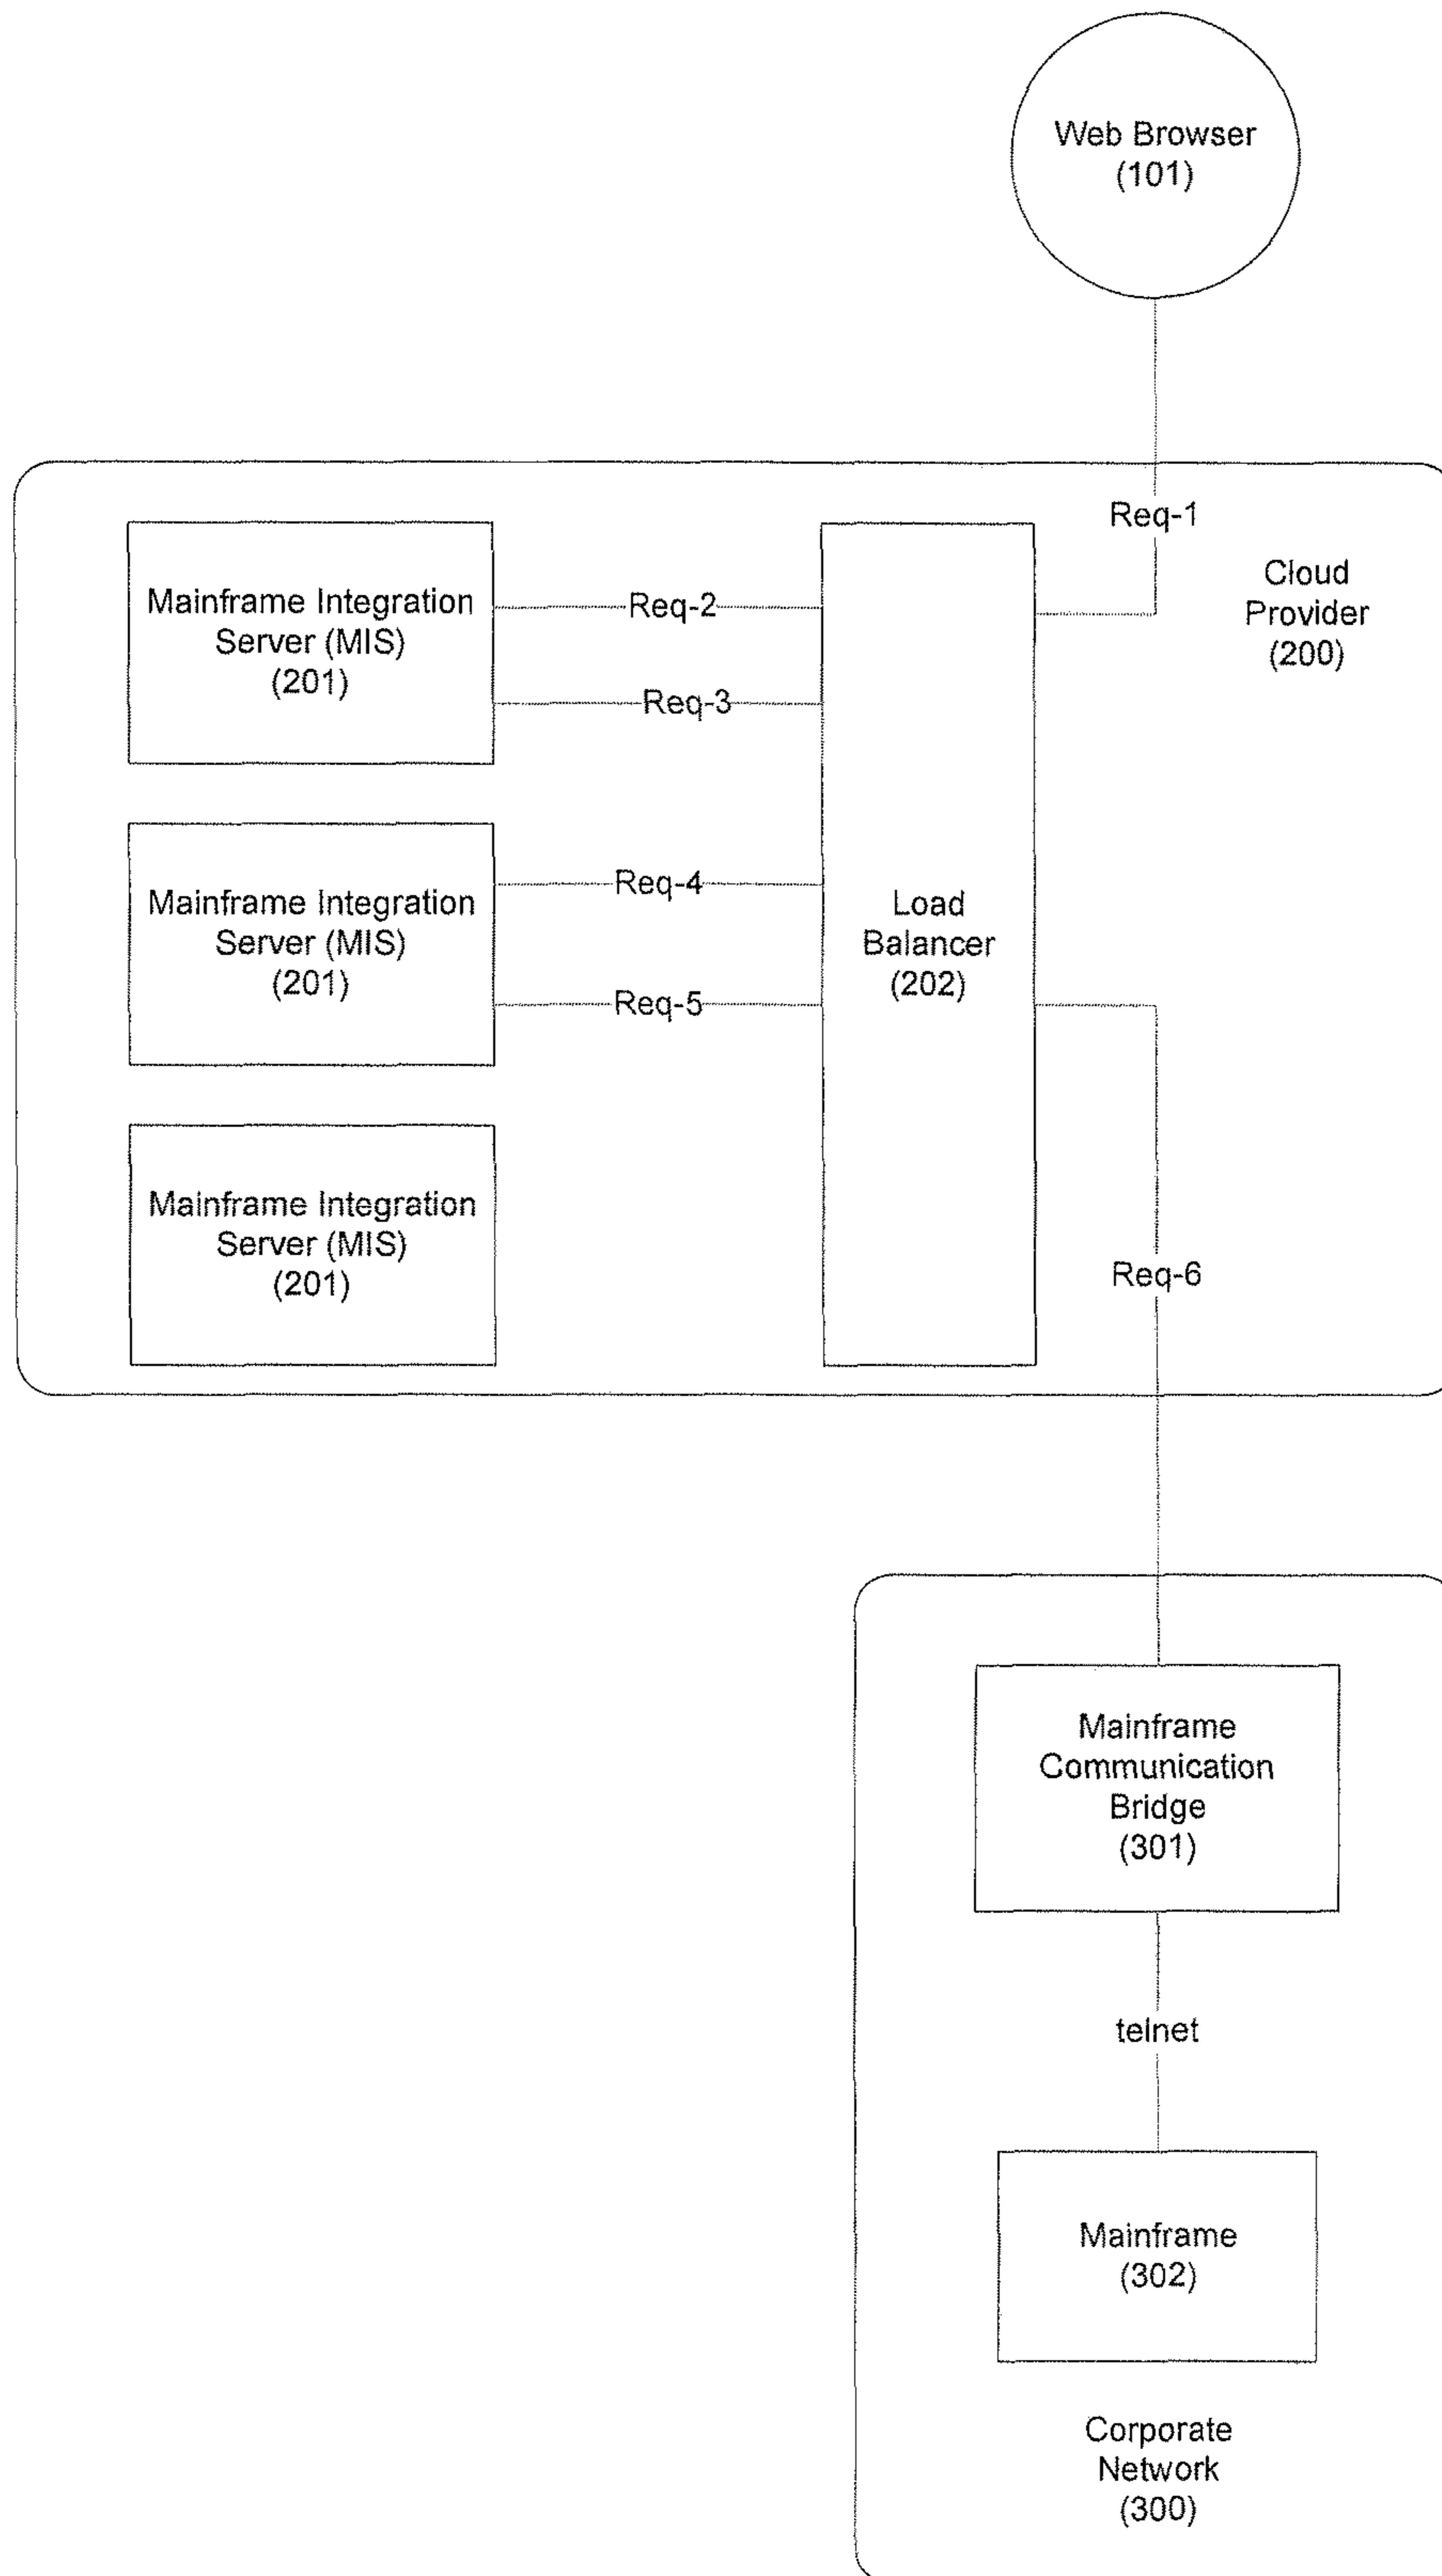 Web Browser
(101)
Req-1
Cloud
Provider
(200)
Mainframe Integration
Server (MIS)
(201)
Req-2
Req-3
Mainframe Integration
Server (MIS)
(201)
Req-4
Req-5
Load
Balancer
(202)
Mainframe Integration
Server (MIS)
(201)
Req-6
Mainframe
Communication
Bridge
(301)
telnet
Mainframe
(302)
Corporate
Network
(300)